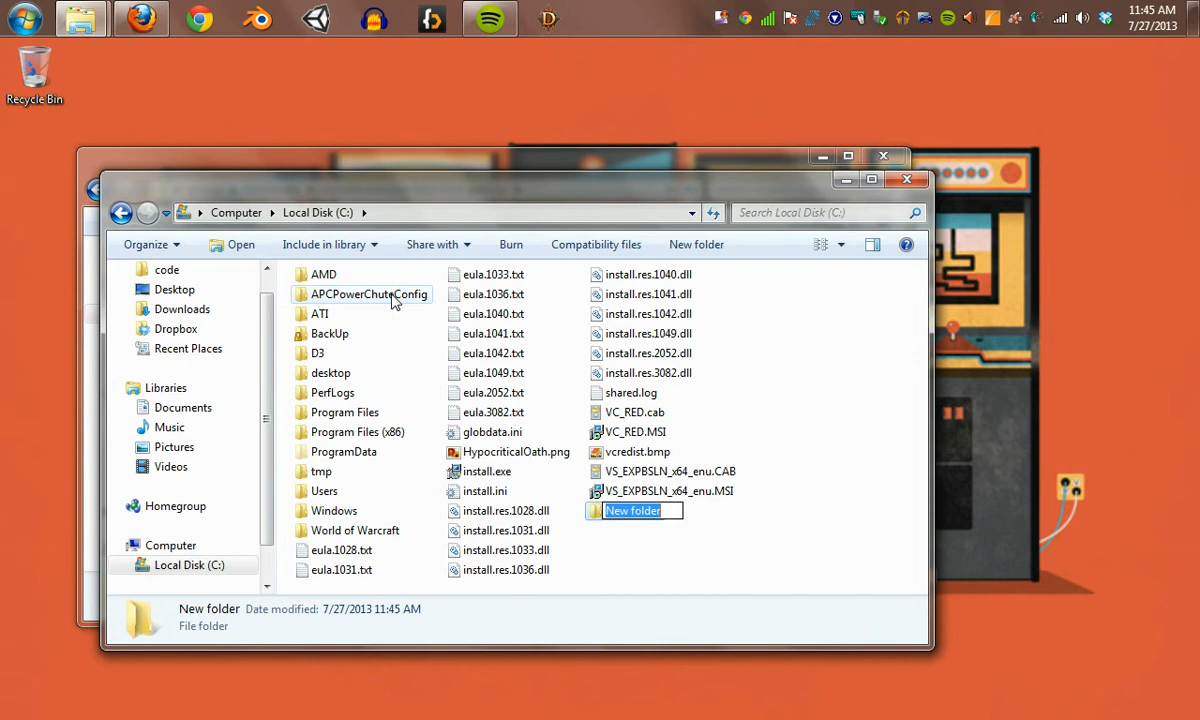 11:45 AM
7/27/2013
Recycle Bin
Computer
Local Disk (C:)
Search Local Disk (C:)
Organize
Open
Include in library
Share with
Burn
Compatibility files
New folder
code
Desktop
Downloads
Dropbox
Recent Places
Libraries
Documents
Music
Pictures
Videos
Homegroup
Computer
Local Disk (C:)
AMD
APCPowerChuteConfig
ATI
BackUp
D3
desktop
PerfLogs
Program Files
Program Files (x86)
ProgramData
tmp
Users
Windows
World of Warcraft
eula.1028.txt
eula.1031.txt
eula.1033.txt
eula.1036.txt
eula.1040.txt
eula.1041.txt
eula.1042.txt
eula.1049.txt
eula.2052.txt
eula.3082.txt
globdata.ini
HypocriticalOath.png
install.exe
install.ini
install.res.1028.dll
install.res.1031.dll
install.res.1033.dll
install.res.1036.dll
install.res.1040.dll
install.res.1041.dll
install.res.1042.dll
install.res.1049.dll
install.res.2052.dll
install.res.3082.dll
shared.log
VC_RED.cab
VC_RED.MSI
vcredist.bmp
VS_EXPBSLN_x64_enu.CAB
VS_EXPBSLN_x64_enu.MSI
New folder
New folder Date modified: 7/27/2013 11:45 AM
File folder